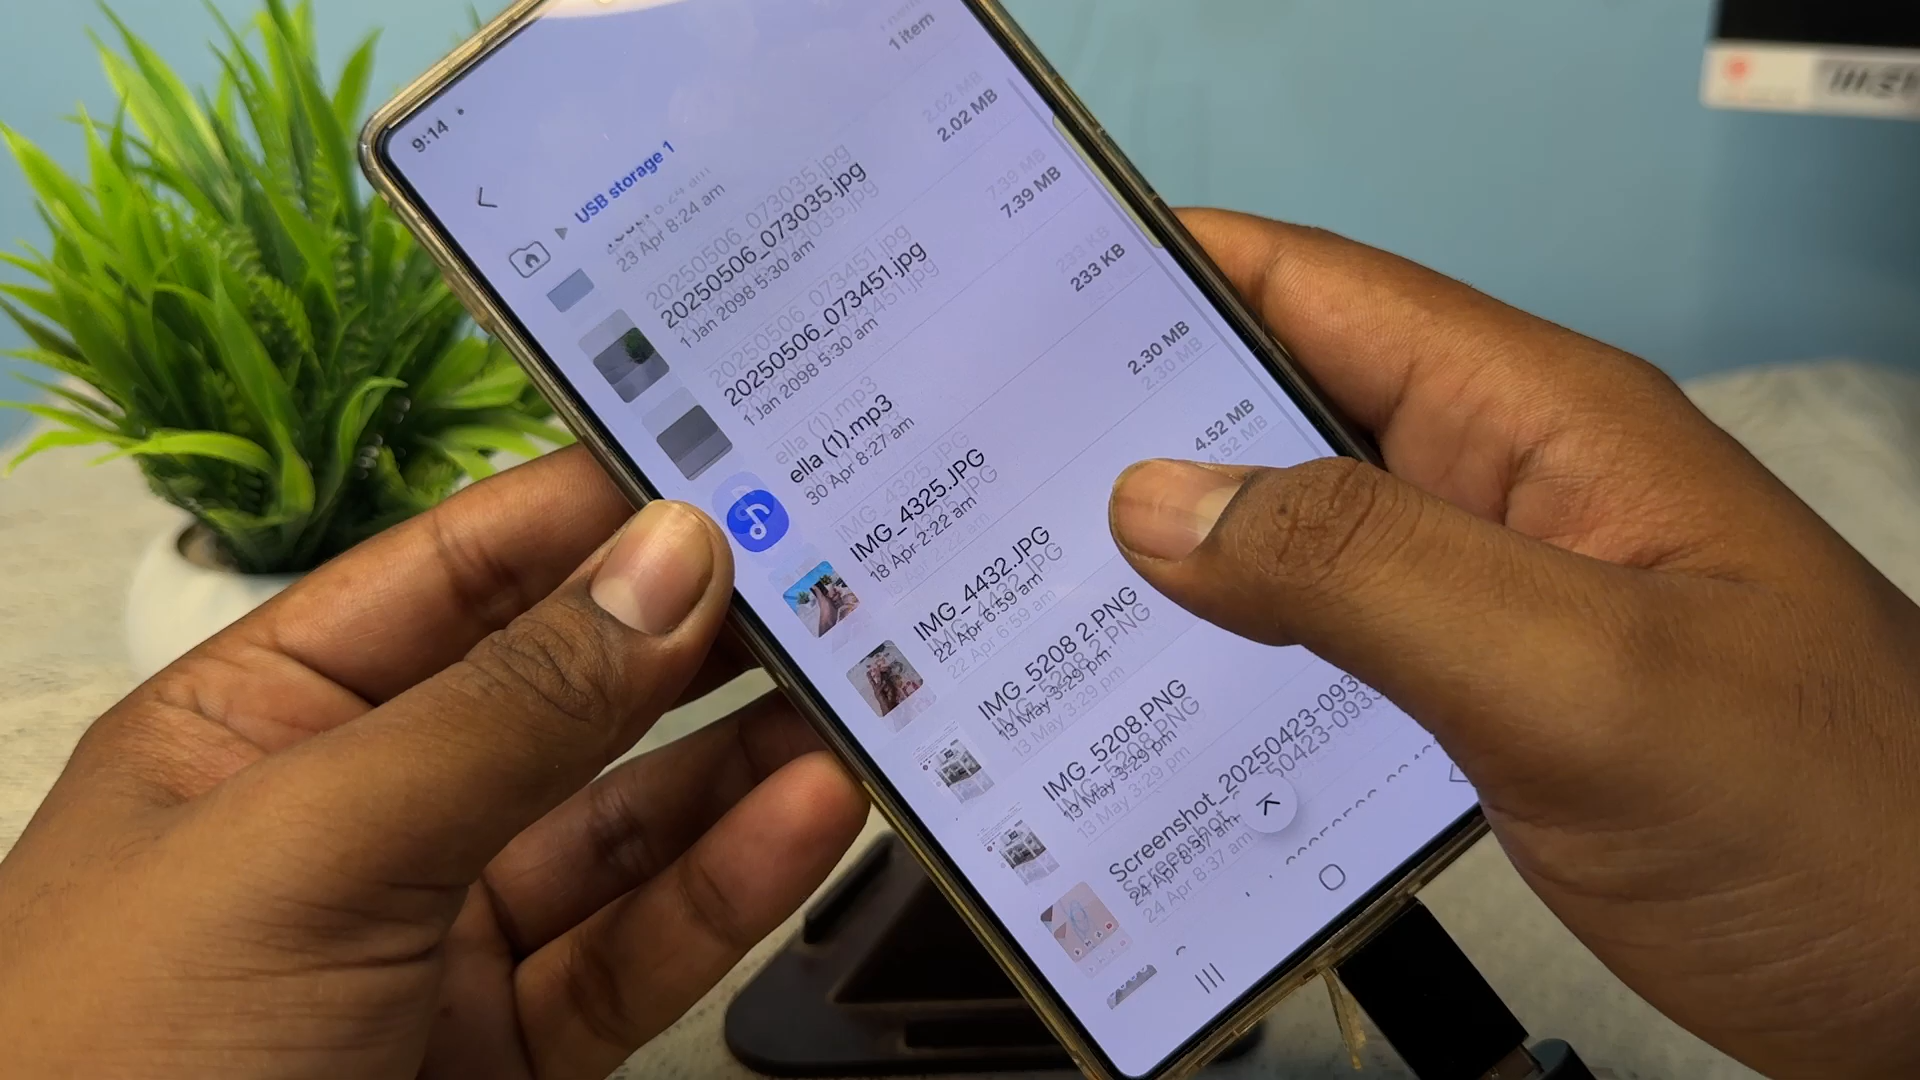 9:14
USB storage 1
1 item
23 Apr 8:24 am
2.02 MB
20250506_073035.jpg
1 Jan 2098 5:30 am
7.39 MB
20250506_073451.jpg
1 Jan 2098 5:30 am
233 KB
ella (1).mp3
30 Apr 8:27 am
2.30 MB
IMG_4325.JPG
18 Apr 2:22 am
4.52 MB
IMG_4432.JPG
22 Apr 6:59 am
IMG_5208 2.PNG
13 May 3:29 pm
IMG_5208.PNG
13 May 3:29 pm
Screenshot_20250423-093
24 Apr 8:37 am